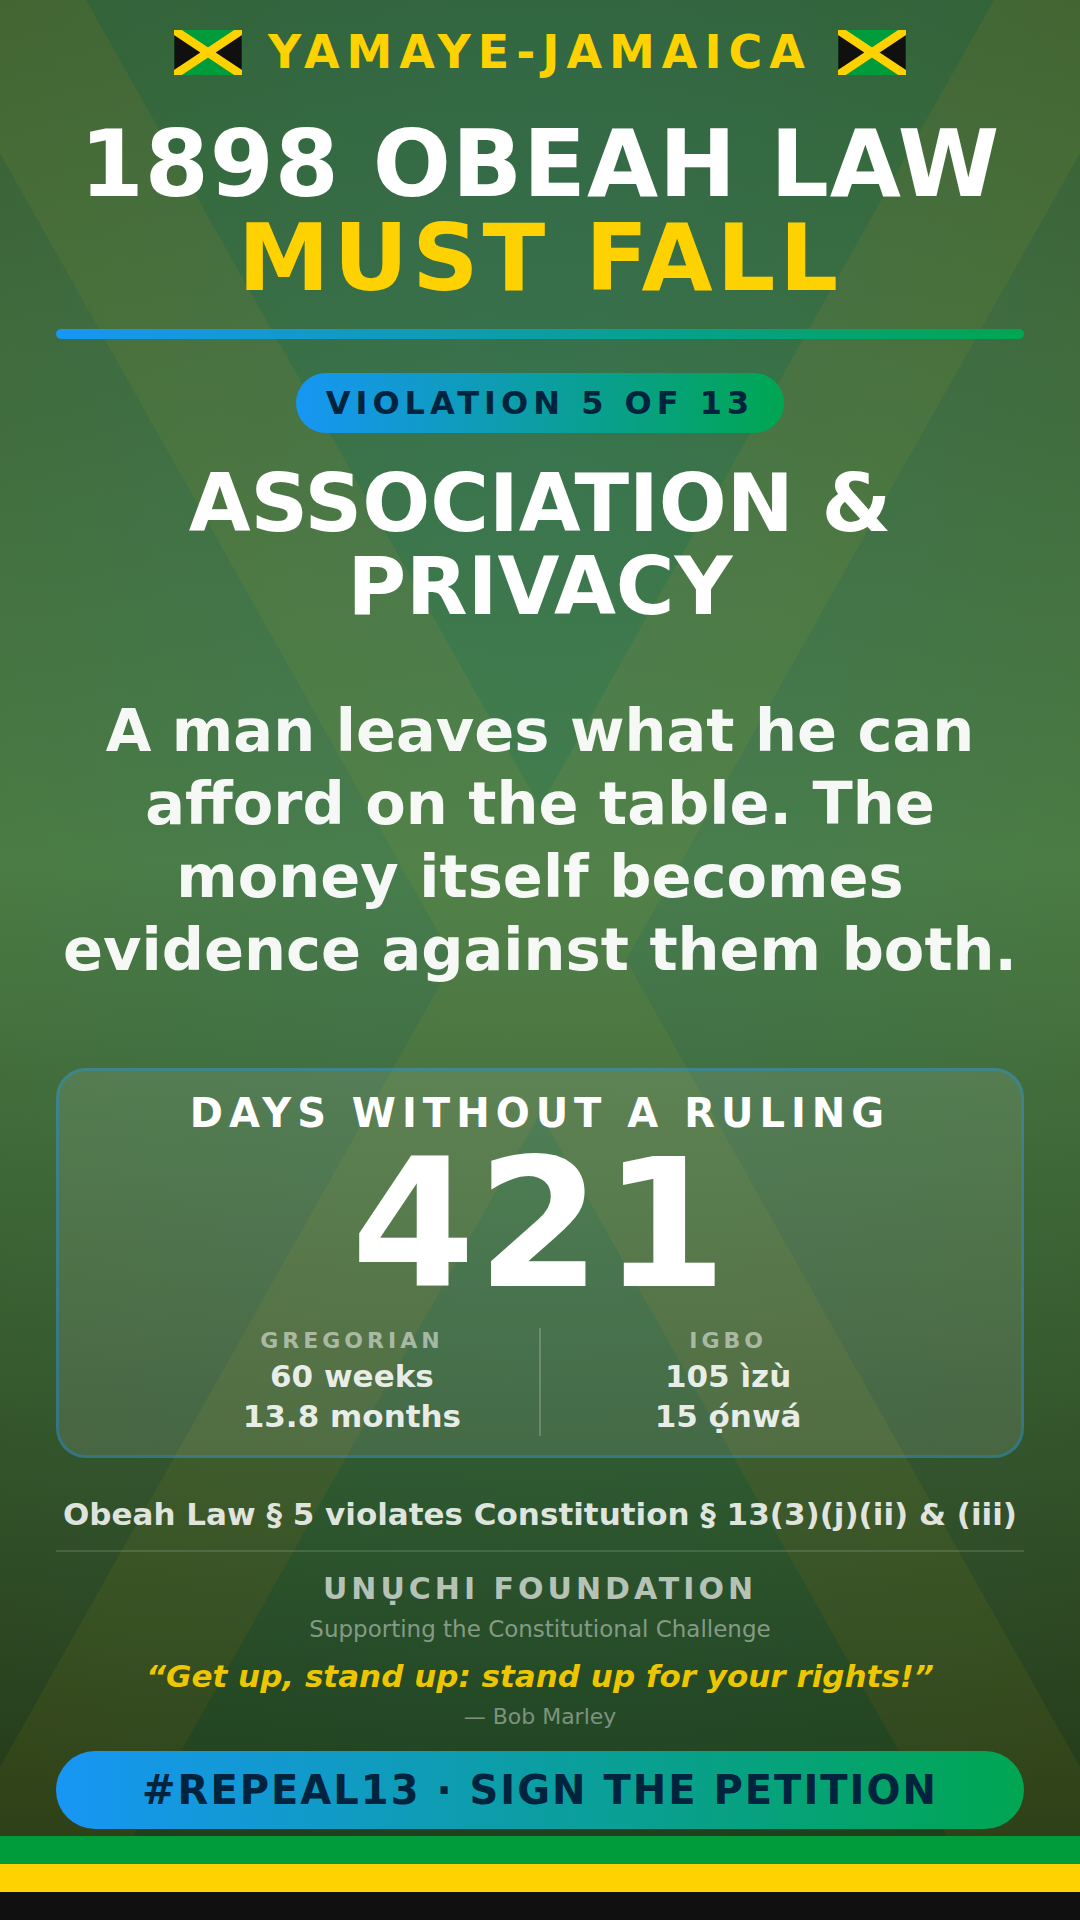 YAMAYE-JAMAICA
1898 OBEAH LAW
MUST FALL
VIOLATION 5 OF 13
ASSOCIATION &
PRIVACY
A man leaves what he can
afford on the table. The
money itself becomes
evidence against them both.
DAYS WITHOUT A RULING
421
GREGORIAN
60 weeks
13.8 months
IGBO
105 ìzù
15 ọ́nwá
Obeah Law § 5 violates Constitution § 13(3)(j)(ii) & (iii)
UNỤCHI FOUNDATION
Supporting the Constitutional Challenge
“Get up, stand up: stand up for your rights!”
— Bob Marley
#REPEAL13 · SIGN THE PETITION